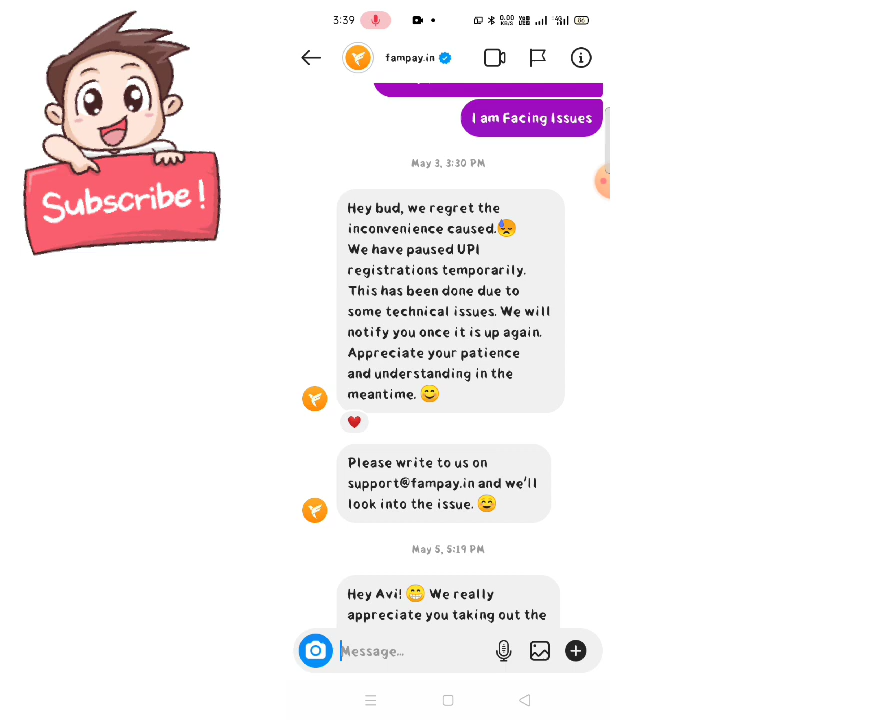 Subscribe!
3:39
0.00
KB/S
4G
fampay.in
I am Facing Issues
May 3, 3:30 PM
Hey bud, we regret the
inconvenience caused.😓
We have paused UPI
registrations temporarily.
This has been done due to
some technical issues. We will
notify you once it is up again.
Appreciate your patience
and understanding in the
meantime. 😊
❤️
Please write to us on
support@fampay.in and we'll
look into the issue. 😊
May 5, 5:19 PM
Hey Avi! 😁 We really
appreciate you taking out the
Message...